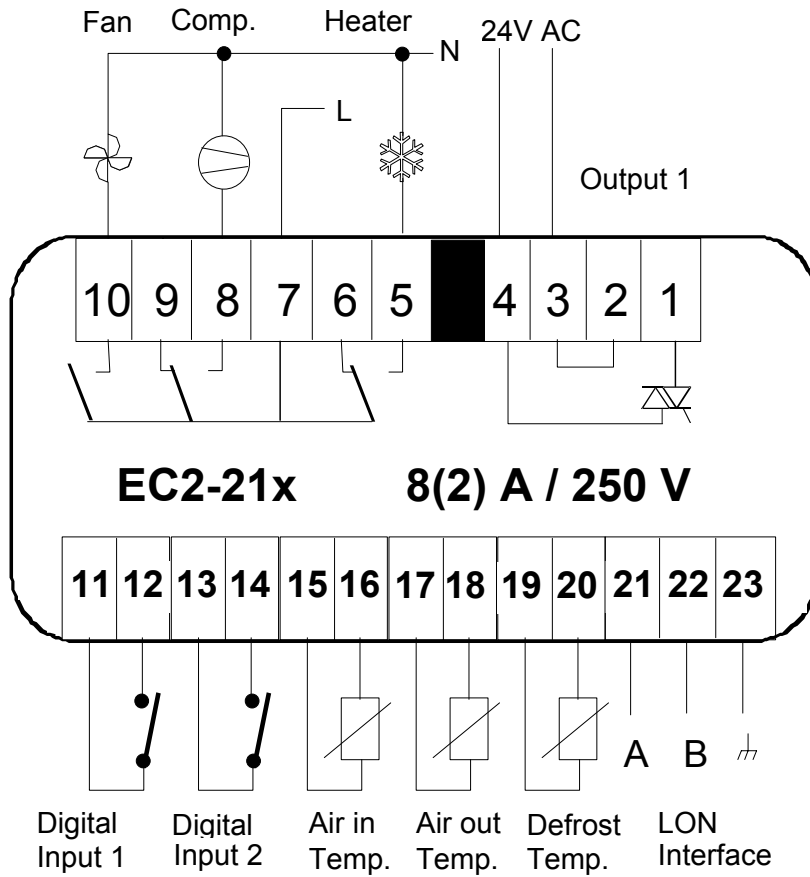 Fan Comp. Heater N 24V AC
L
Output 1
10 9 8 7 6 5 4 3 2 1
EC2-21x 8(2) A / 250 V
11 12 13 14 15 16 17 18 19 20 21 22 23
A B
Digital Digital Air in Air out Defrost LON
Input 1 Input 2 Temp. Temp. Temp. Interface